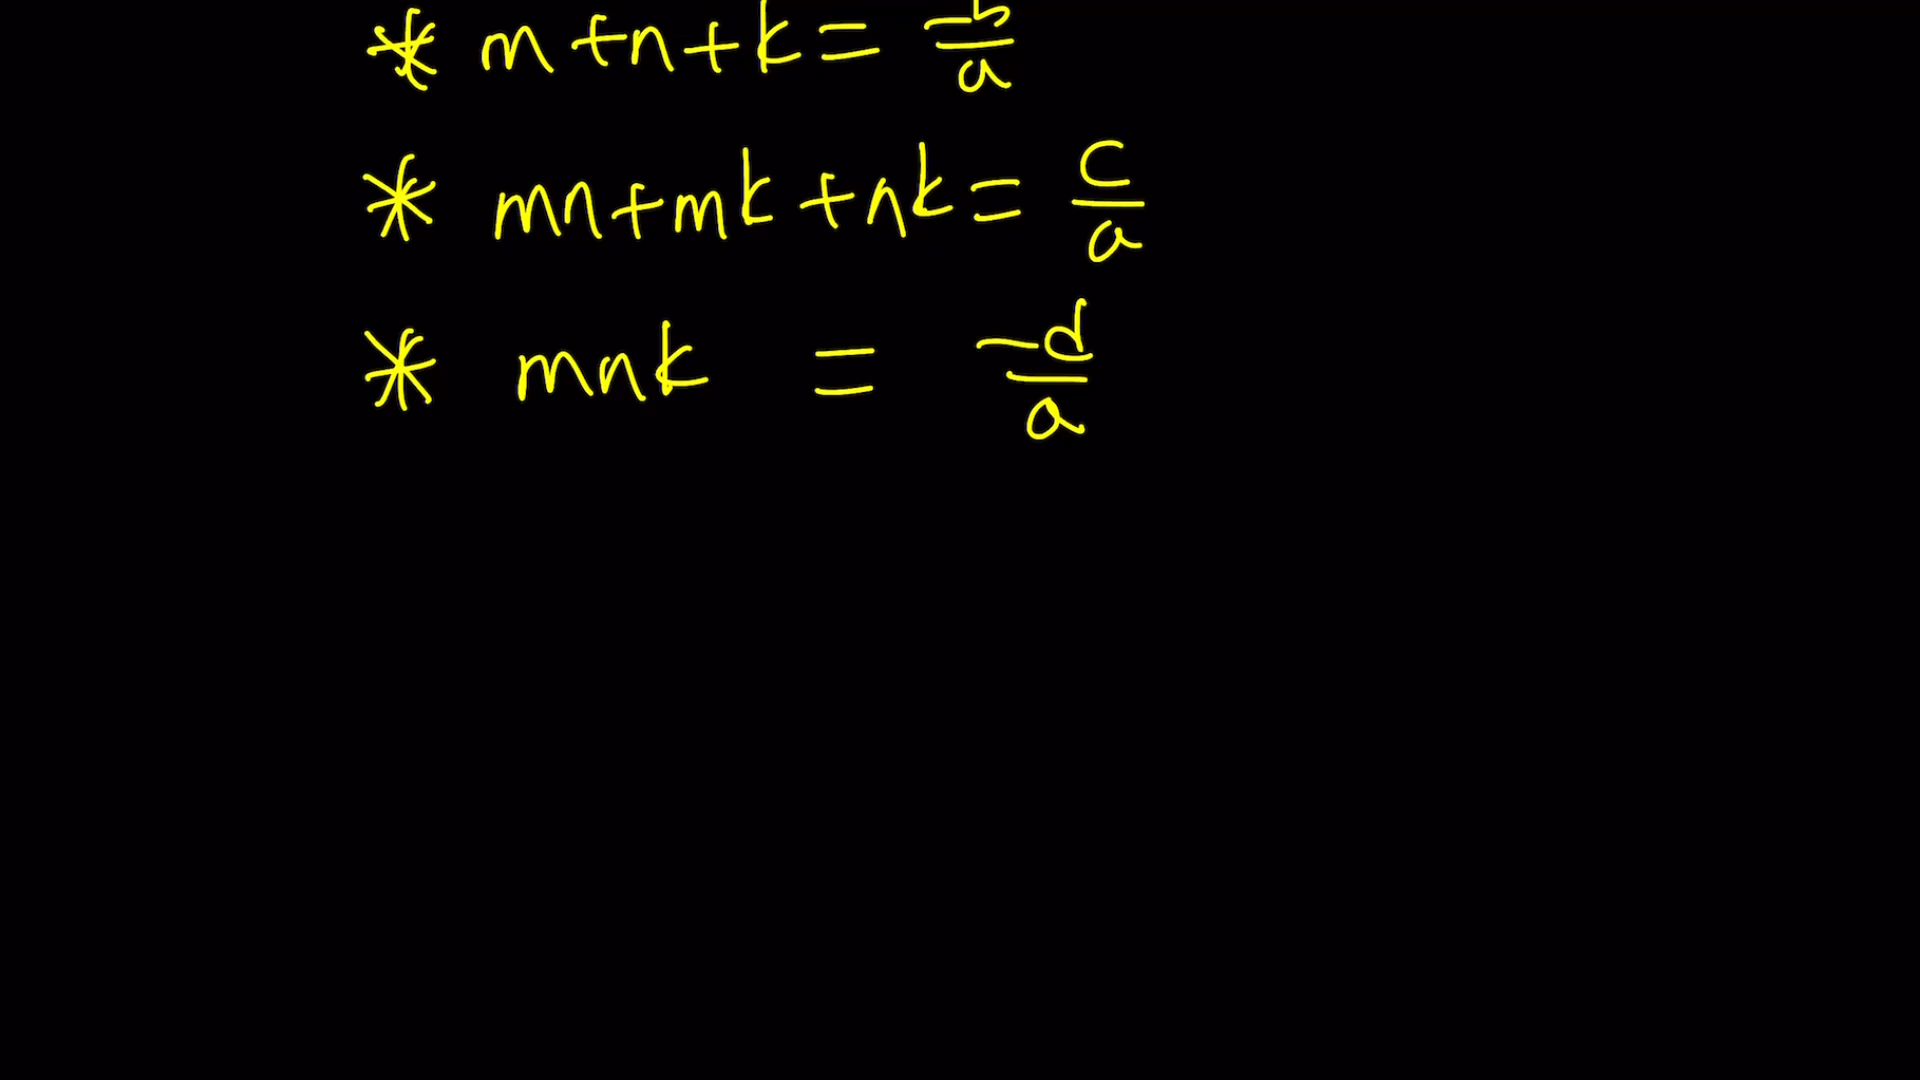 * m+n+k = -b/a
* mn+mk+nk = c/a
* mnk = -d/a